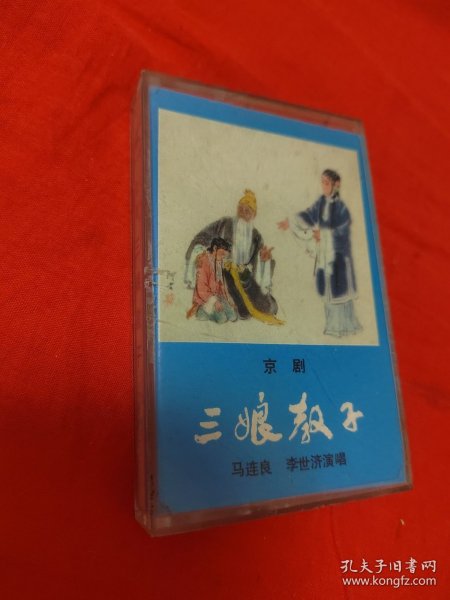 京剧
三娘教子
马连良 李世济演唱
孔夫子旧书网
www.kongfz.com